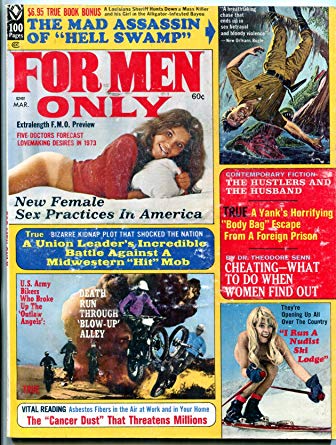 100
Pages
$6.95 TRUE BOOK BONUS
A Louisiana Sheriff Hunts Down a Mass Killer
and his Girl in the Alligator-Infested Bayou
THE MAD ASSASSIN
OF "HELL SWAMP"
"A breathtaking
chase that
ends up in
sex betrayal
and bloody violence"
— New Orleans Bugle
FOR MEN
ONLY
MAR.
60¢
Extralength F.M.O. Preview
FIVE DOCTORS FORECAST
LOVEMAKING DESIRES IN 1973
New Female
Sex Practices In America
CONTEMPORARY FICTION—
THE HUSTLERS AND
THE HUSBAND
TRUE A Yank's Horrifying
"Body Bag" Escape
From A Foreign Prison
BY DR. THEODORE SENN
CHEATING—WHAT
TO DO WHEN
WOMEN FIND OUT
True BIZARRE KIDNAP PLOT THAT SHOCKED THE NATION...
A Union Leader's Incredible
Battle Against A
Midwestern "Hit" Mob
U.S. Army
Bikers
Who Broke
Up The
'Outlaw
Angels':
DEATH
RUN
THROUGH
'BLOW-UP'
ALLEY
TRUE
They're
Opening Up All
Over The Country
"I Run A
Nudist
Ski Lodge"
VITAL READING Asbestos Fibers in the Air at Work and in Your Home
The "Cancer Dust" That Threatens Millions